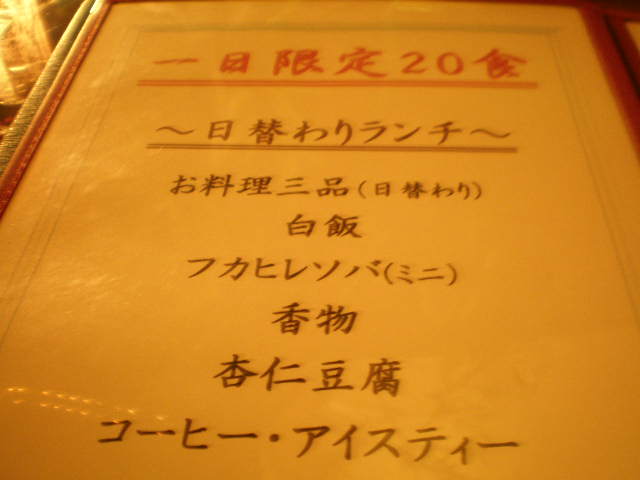 一日限定20食
～日替わりランチ～
お料理三品(日替わり)
白飯
フカヒレソバ(ミニ)
香物
杏仁豆腐
コーヒー・アイスティー